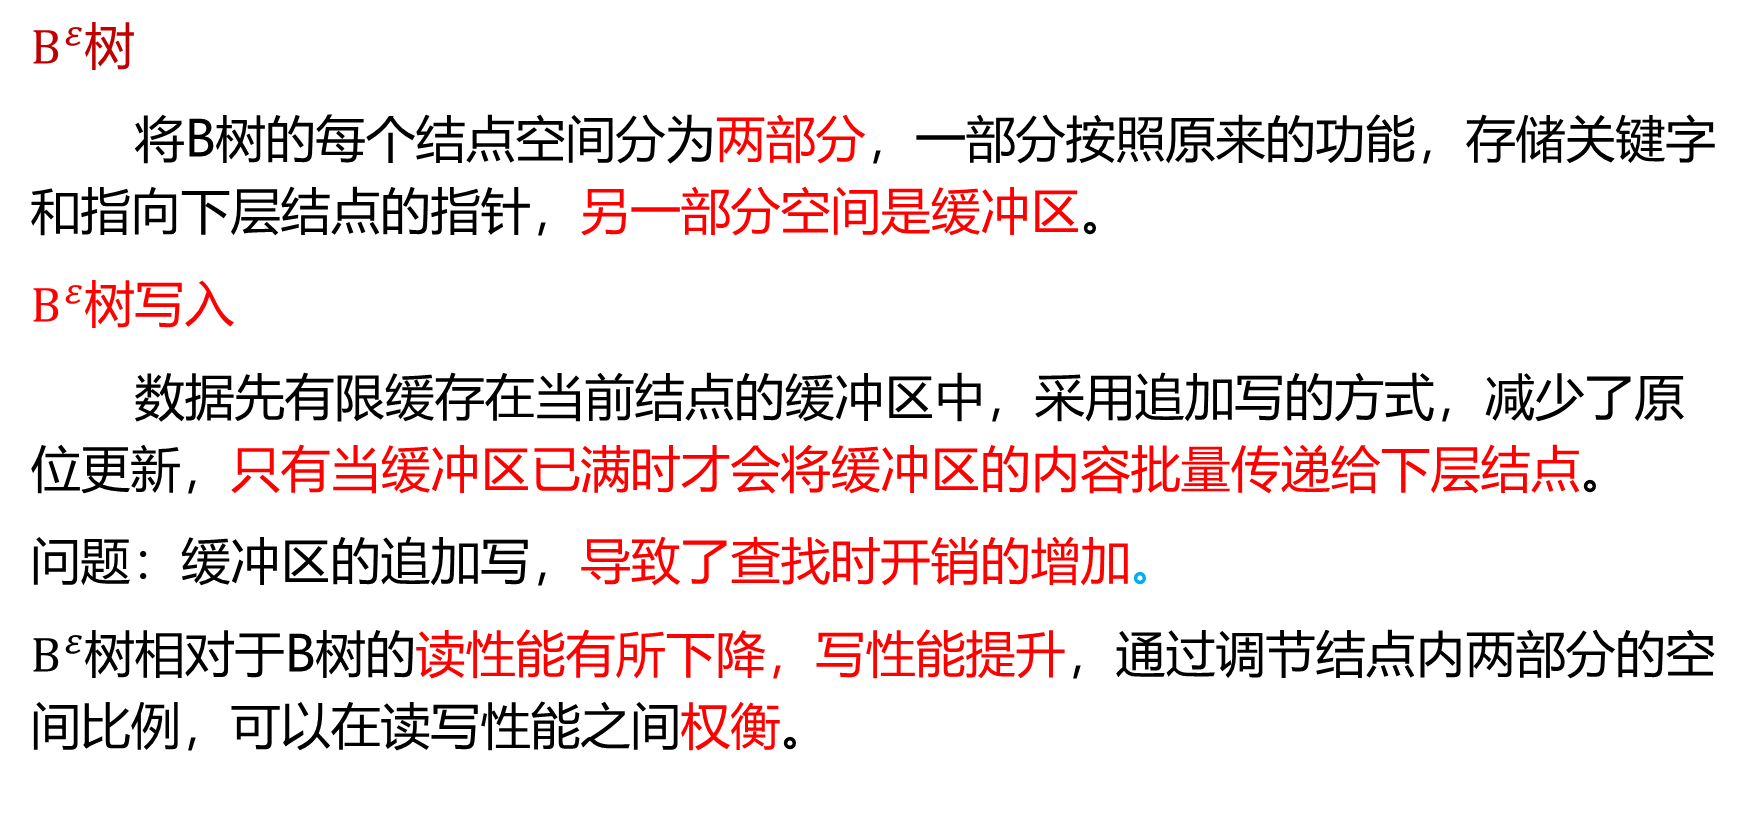 B^ε树
将B树的每个结点空间分为两部分，一部分按照原来的功能，存储关键字
和指向下层结点的指针，另一部分空间是缓冲区。
B^ε树写入
数据先有限缓存在当前结点的缓冲区中，采用追加写的方式，减少了原
位更新，只有当缓冲区已满时才会将缓冲区的内容批量传递给下层结点。
问题：缓冲区的追加写，导致了查找时开销的增加。
B^ε树相对于B树的读性能有所下降，写性能提升，通过调节结点内两部分的空
间比例，可以在读写性能之间权衡。